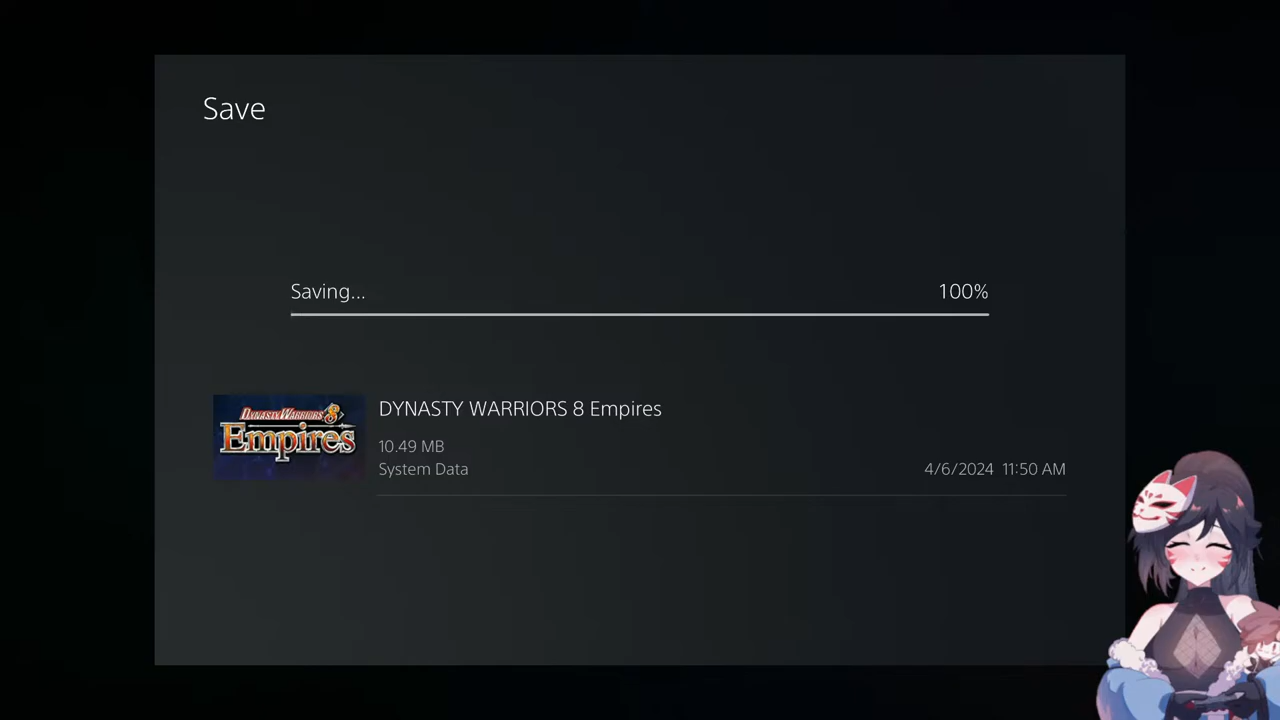 Save
Saving...
100%
DYNASTY WARRIORS 8
Empires
DYNASTY WARRIORS 8 Empires
10.49 MB
System Data
4/6/2024 11:50 AM